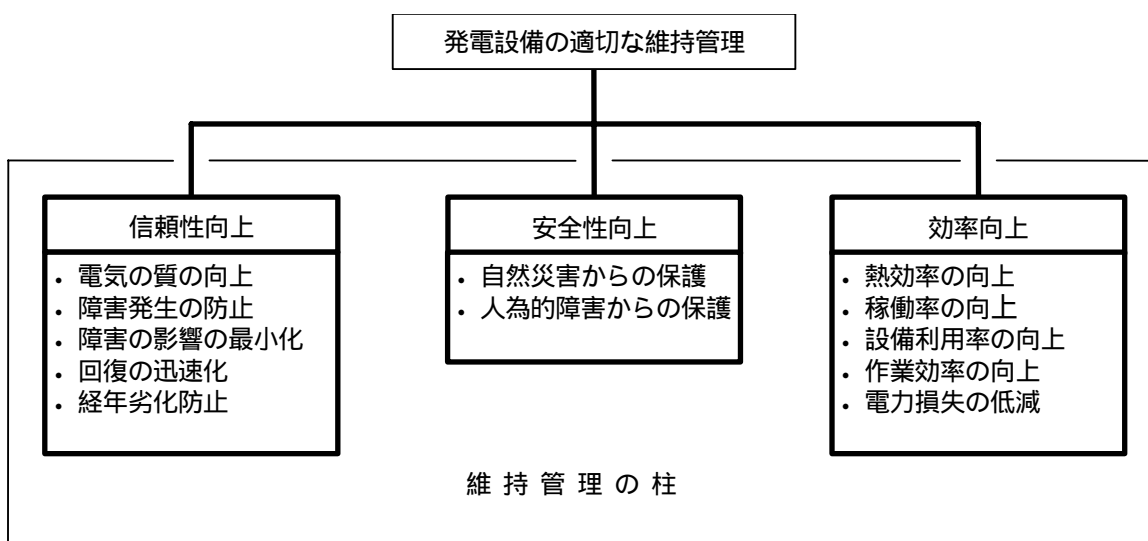 発電設備の適切な維持管理
信頼性向上
・電気の質の向上
・障害発生の防止
・障害の影響の最小化
・回復の迅速化
・経年劣化防止
安全性向上
・自然災害からの保護
・人為的障害からの保護
効率向上
・熱効率の向上
・稼働率の向上
・設備利用率の向上
・作業効率の向上
・電力損失の低減
維持管理の柱